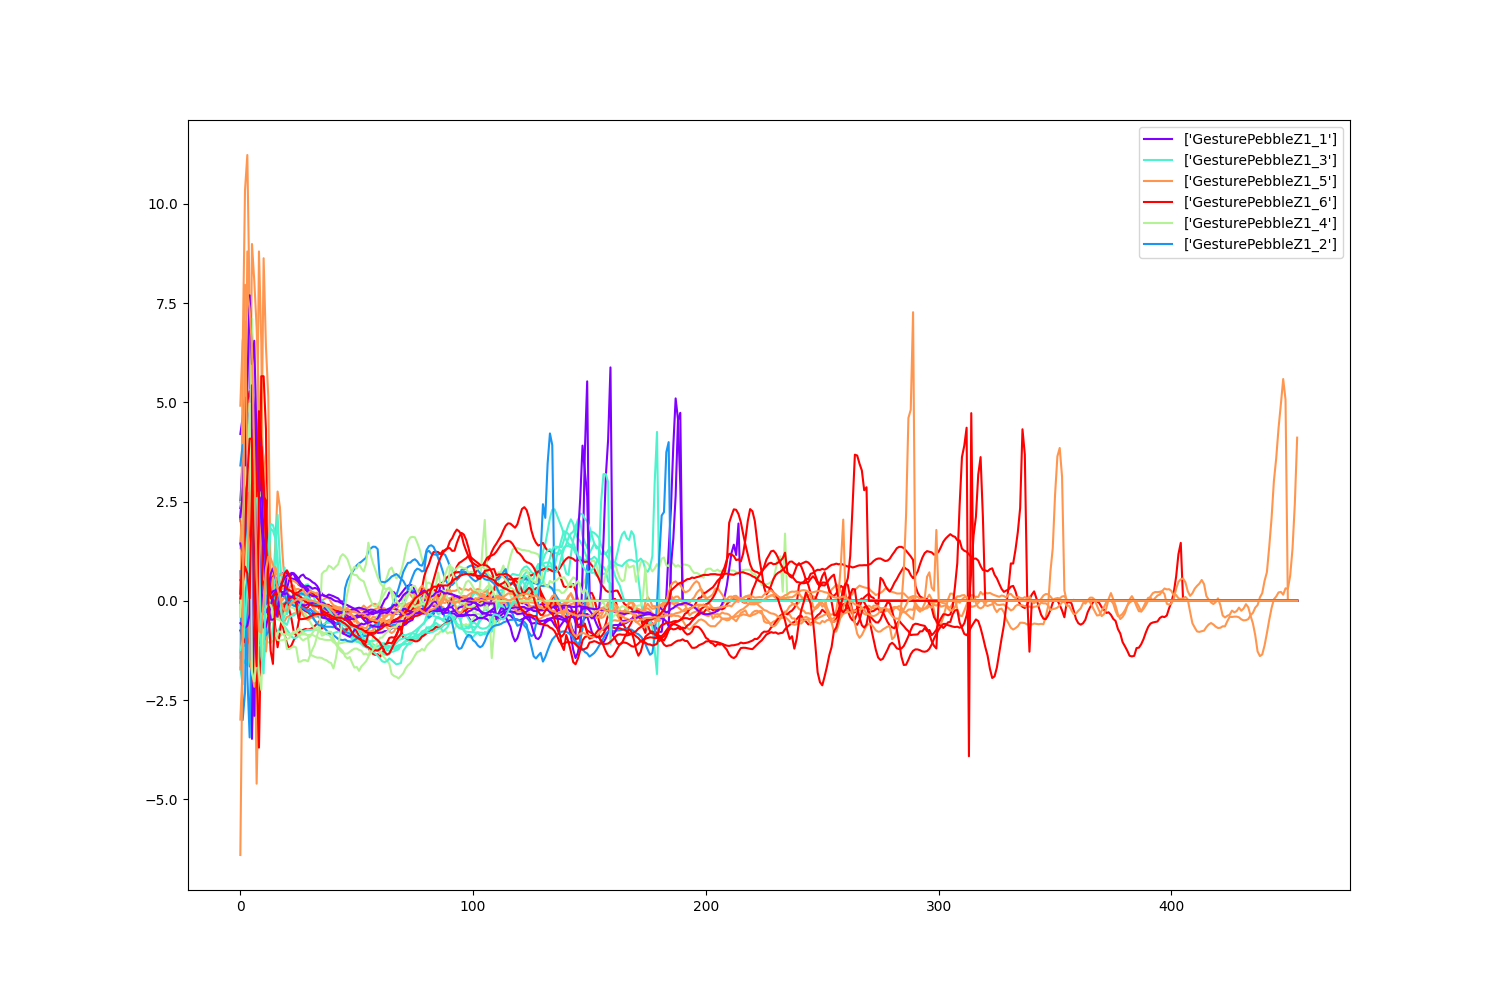 ['GesturePebbleZ1_1']
['GesturePebbleZ1_3']
['GesturePebbleZ1_5']
['GesturePebbleZ1_6']
['GesturePebbleZ1_4']
['GesturePebbleZ1_2']
10.0
7.5
5.0
2.5
0.0
−2.5
−5.0
0 100 200 300 400